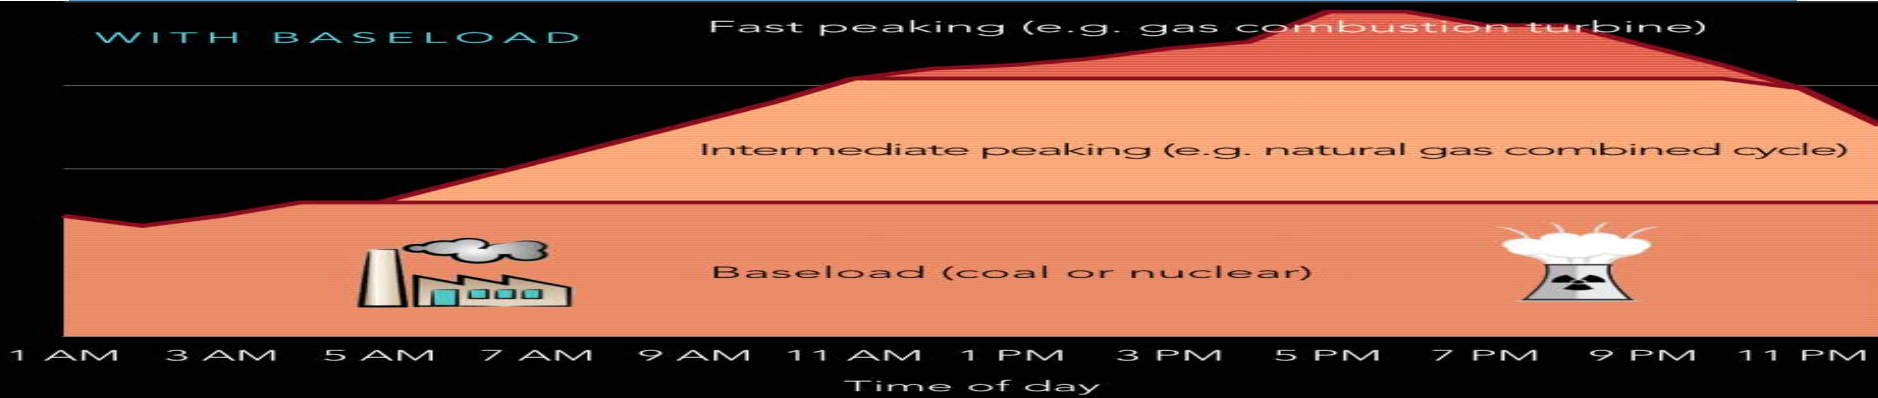 WITH BASELOAD
Fast peaking (e.g. gas combustion turbine)
Intermediate peaking (e.g. natural gas combined cycle)
Baseload (coal or nuclear)
1 AM 3 AM 5 AM 7 AM 9 AM 11 AM 1 PM 3 PM 5 PM 7 PM 9 PM 11 PM
Time of day